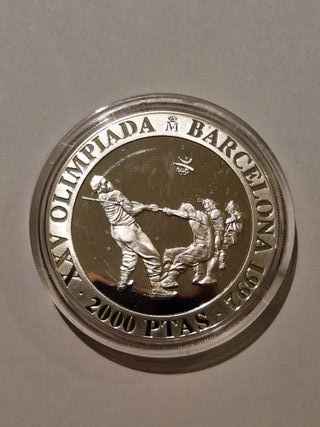 XXV OLIMPIADA M BARCELONA 1992
· 2000 PTAS ·